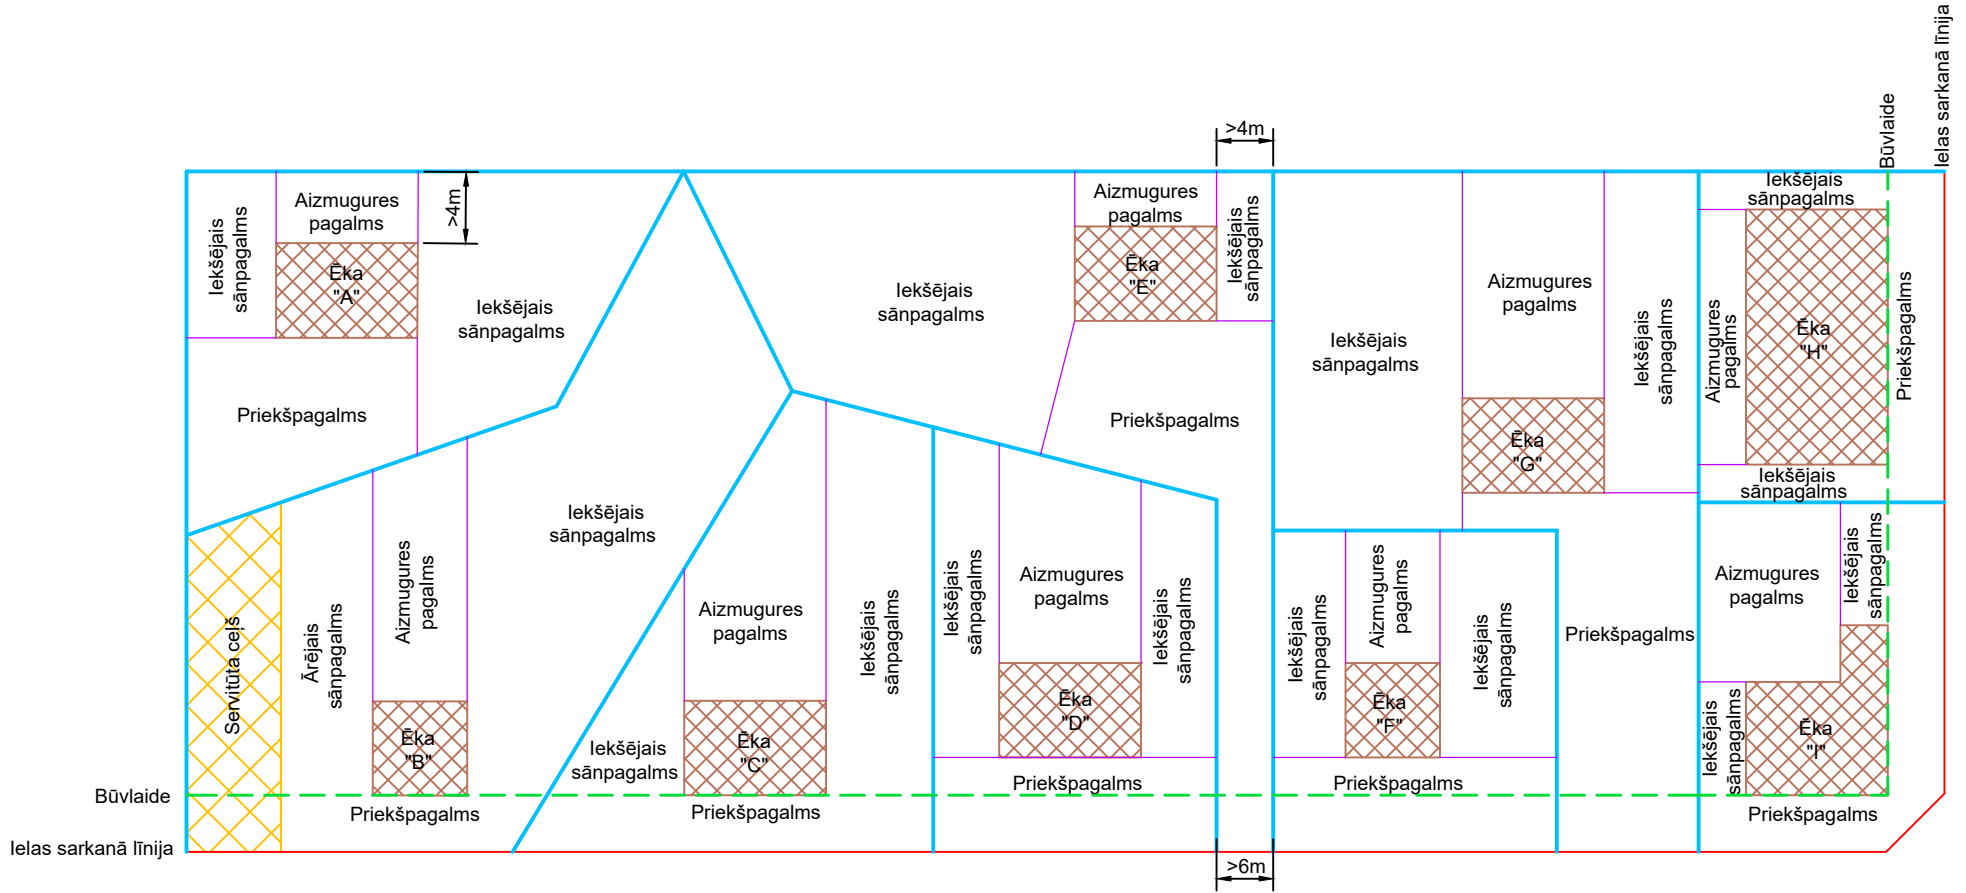 Ielas sarkanā līnija
Būvlaide
>4m
Iekšējais
sānpagalms
Aizmugures
pagalms
>4m
Ēka
"A"
Iekšējais
sānpagalms
Priekšpagalms
Iekšējais
sānpagalms
Aizmugures
pagalms
Iekšējais
sānpagalms
Ēka
"E"
Priekšpagalms
Iekšējais
sānpagalms
Aizmugures
pagalms
Iekšējais
sānpagalms
Ēka
"G"
Priekšpagalms
Iekšējais
sānpagalms
Aizmugures
pagalms
Ēka
"H"
Priekšpagalms
Iekšējais
sānpagalms
Servitūta ceļš
Ārējais
sānpagalms
Aizmugures
pagalms
Ēka
"B"
Iekšējais
sānpagalms
Priekšpagalms
Iekšējais
sānpagalms
Aizmugures
pagalms
Ēka
"C"
Iekšējais
sānpagalms
Priekšpagalms
Iekšējais
sānpagalms
Aizmugures
pagalms
Iekšējais
sānpagalms
Ēka
"D"
Priekšpagalms
Iekšējais
sānpagalms
Aizmugures
pagalms
Iekšējais
sānpagalms
Ēka
"F"
Priekšpagalms
Aizmugures
pagalms
Iekšējais
sānpagalms
Iekšējais
sānpagalms
Ēka
"I"
Priekšpagalms
Būvlaide
Ielas sarkanā līnija
>6m